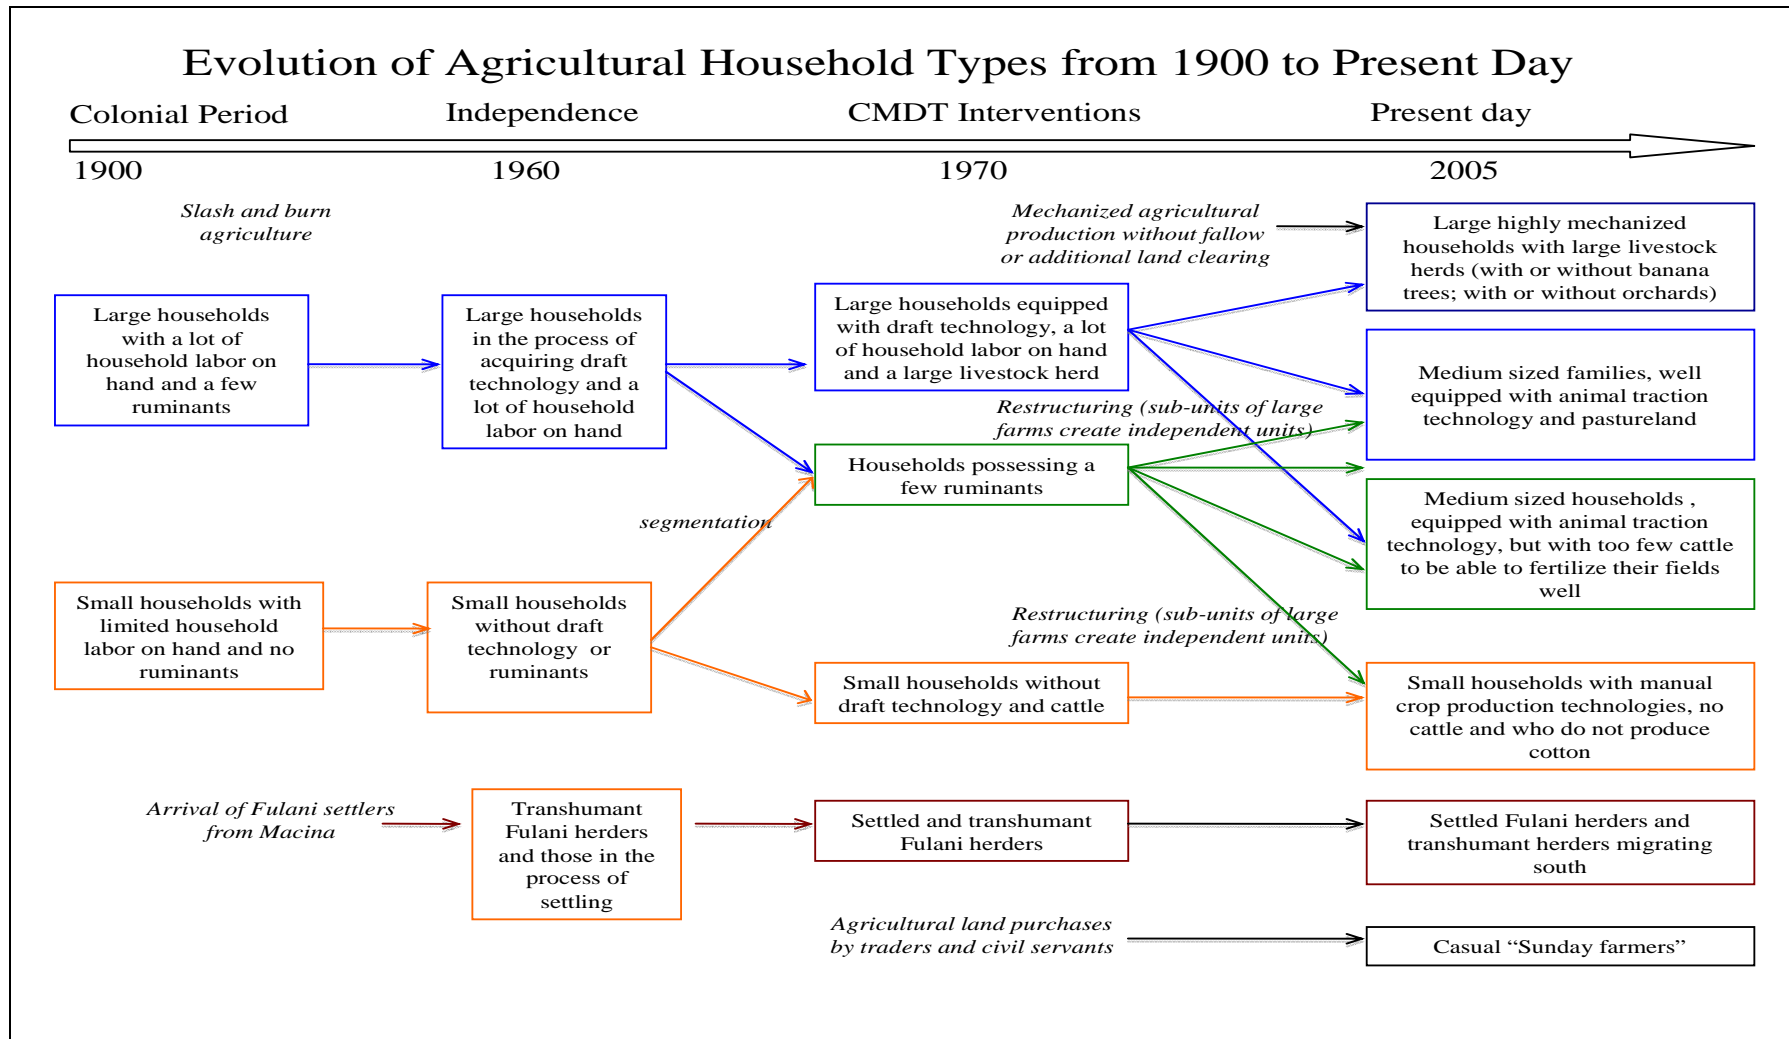 Evolution of Agricultural Household Types from 1900 to Present Day
Colonial Period
Independence
CMDT Interventions
Present day
1900
1960
1970
2005
Slash and burn
agriculture
Mechanized agricultural
production without fallow
or additional land clearing
Large highly mechanized
households with large livestock
herds (with or without banana
trees; with or without orchards)
Large households
with a lot of
household labor on
hand and a few
ruminants
Large households
in the process of
acquiring draft
technology and a
lot of household
labor on hand
Large households equipped
with draft technology, a lot
of household labor on hand
and a large livestock herd
Medium sized families, well
equipped with animal traction
technology and pastureland
Restructuring (sub-units of large
farms create independent units)
Households possessing a
few ruminants
segmentation
Medium sized households ,
equipped with animal traction
technology, but with too few cattle
to be able to fertilize their fields
well
Small households with
limited household
labor on hand and no
ruminants
Small households
without draft
technology or
ruminants
Restructuring (sub-units of large
farms create independent units)
Small households without
draft technology and cattle
Small households with manual
crop production technologies, no
cattle and who do not produce
cotton
Arrival of Fulani settlers
from Macina
Transhumant
Fulani herders
and those in the
process of
settling
Settled and transhumant
Fulani herders
Settled Fulani herders and
transhumant herders migrating
south
Agricultural land purchases
by traders and civil servants
Casual “Sunday farmers”